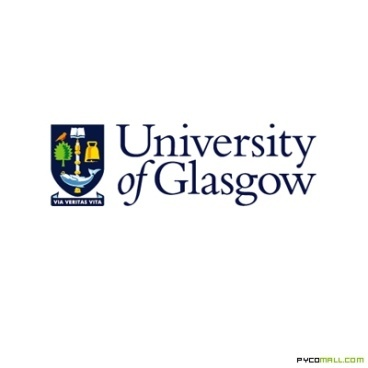 University
of Glasgow
VIA VERITAS VITA
PYCOMALL.COM